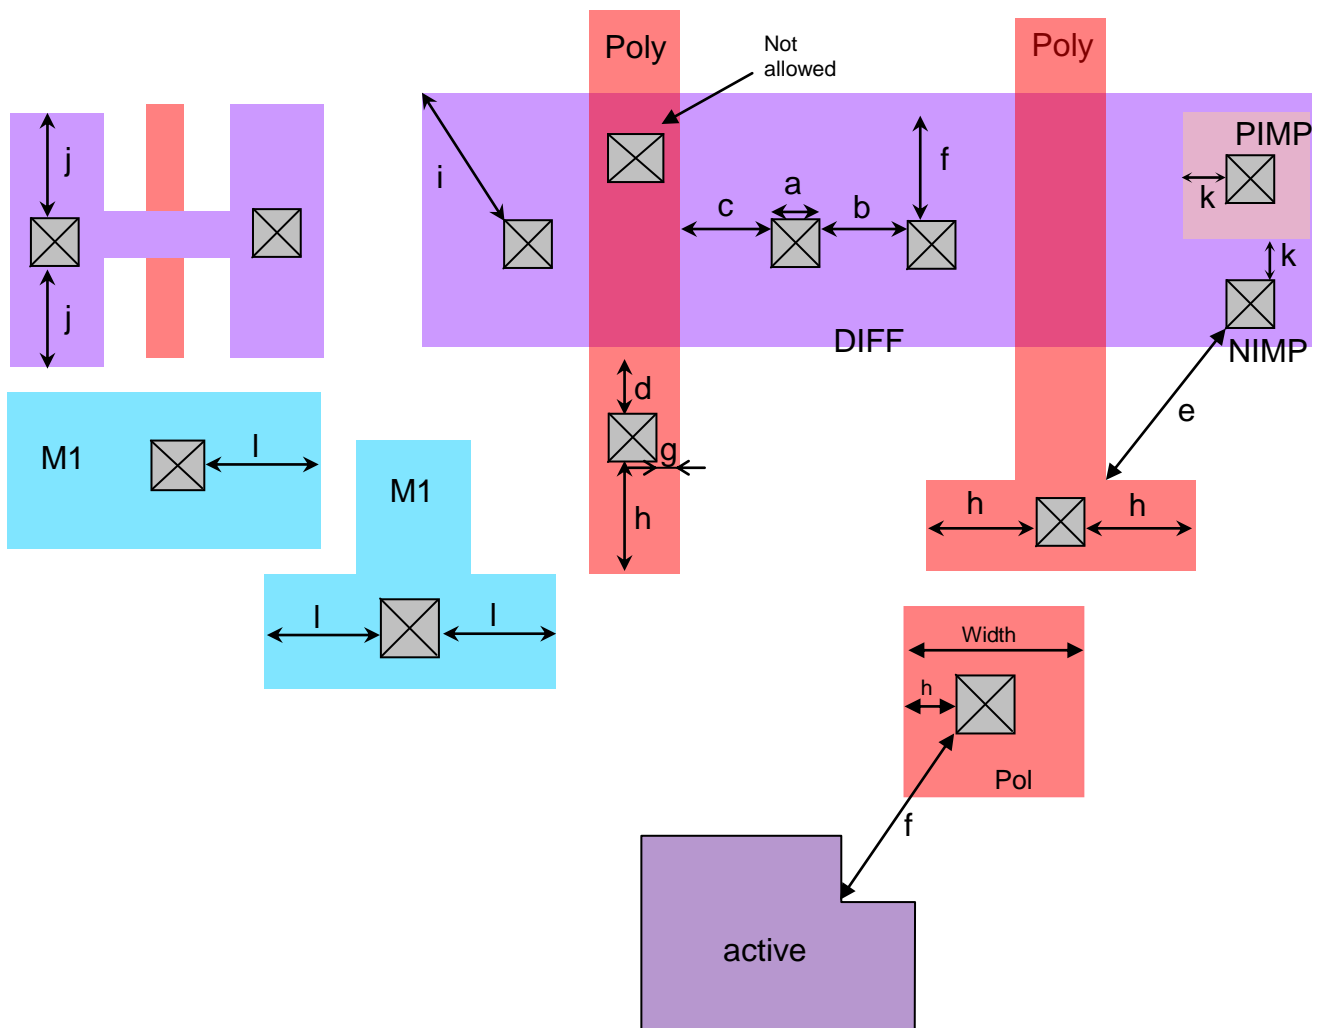 Poly
Not
allowed
Poly
j
i
c
a
b
f
PIMP
k
k
j
DIFF
NIMP
d
e
g
M1
l
M1
h
h
h
l
l
Width
h
Pol
f
active